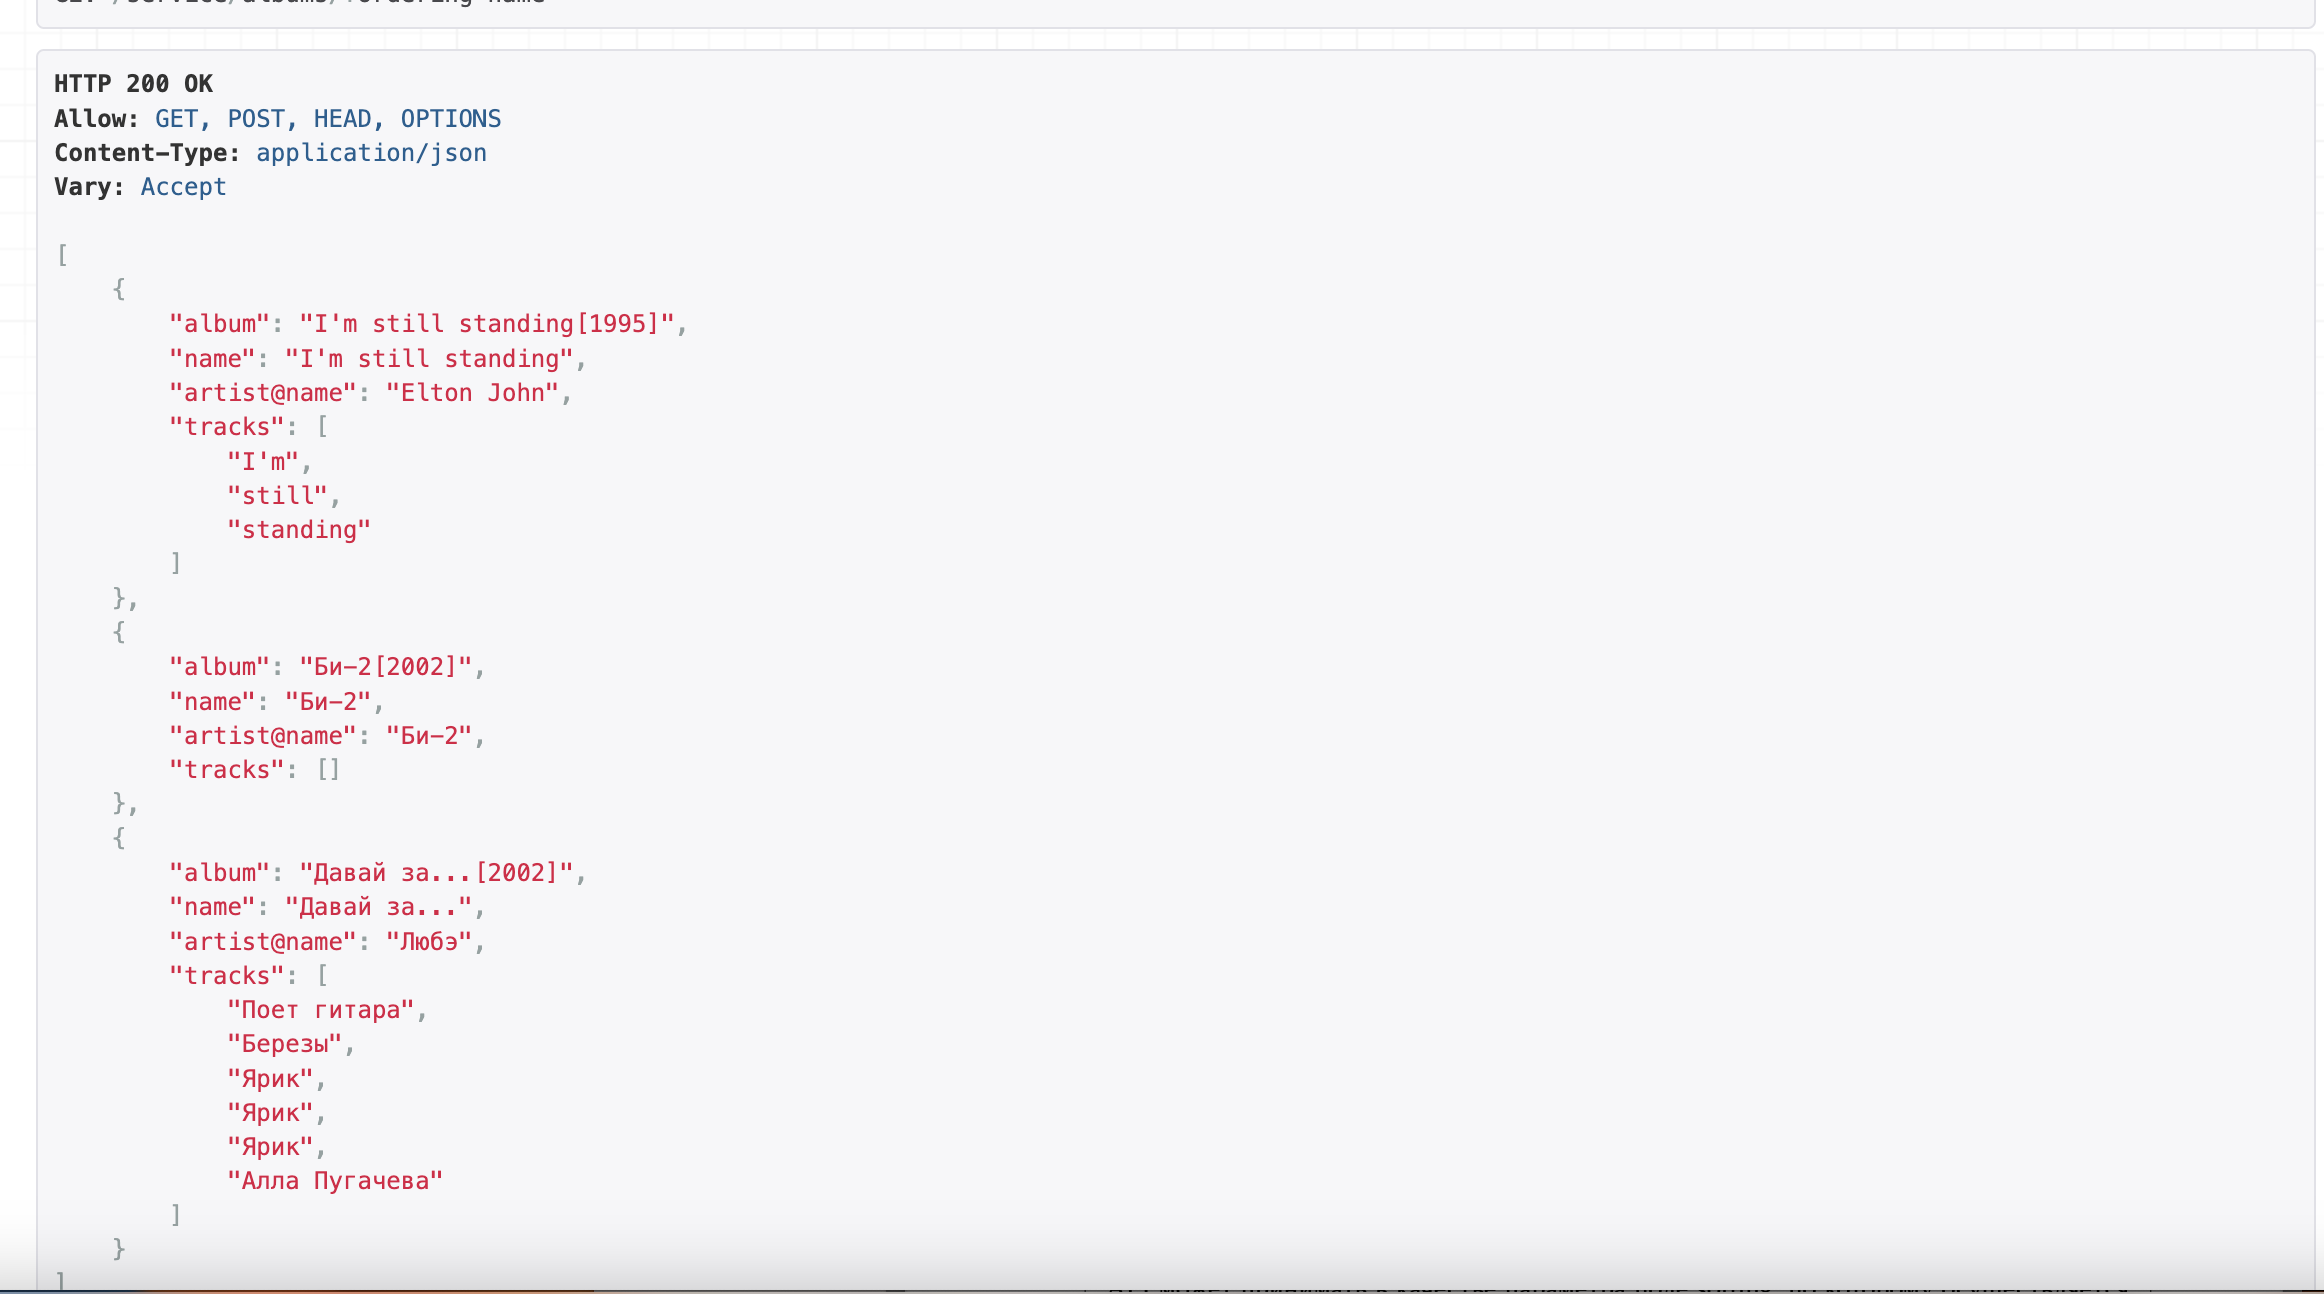 HTTP 200 OK
Allow: GET, POST, HEAD, OPTIONS
Content-Type: application/json
Vary: Accept
[
{
"album": "I'm still standing[1995]",
"name": "I'm still standing",
"artist@name": "Elton John",
"tracks": [
"I'm",
"still",
"standing"
]
},
{
"album": "Би-2[2002]",
"name": "Би-2",
"artist@name": "Би-2",
"tracks": []
},
{
"album": "Давай за...[2002]",
"name": "Давай за...",
"artist@name": "Любэ",
"tracks": [
"Поет гитара",
"Березы",
"Ярик",
"Ярик",
"Ярик",
"Алла Пугачева"
]
}
]